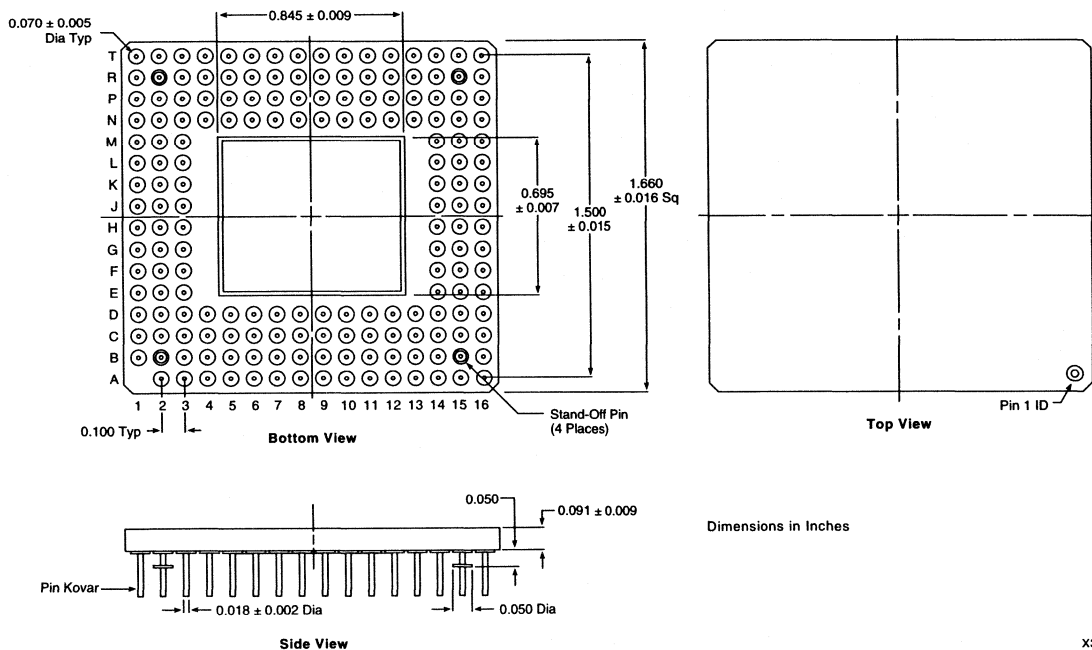 0.070 ± 0.005
Dia Typ
0.845 ± 0.009
T
R
P
N
M
L
K
J
H
G
F
E
D
C
B
A
1 2 3 4 5 6 7 8 9 10 11 12 13 14 15 16
0.695
± 0.007
1.500
± 0.015
1.660
± 0.016 Sq
0.100 Typ
Stand-Off Pin
(4 Places)
Bottom View
Pin 1 ID
Top View
0.050
0.091 ± 0.009
Dimensions in Inches
Pin Kovar
0.018 ± 0.002 Dia
0.050 Dia
Side View